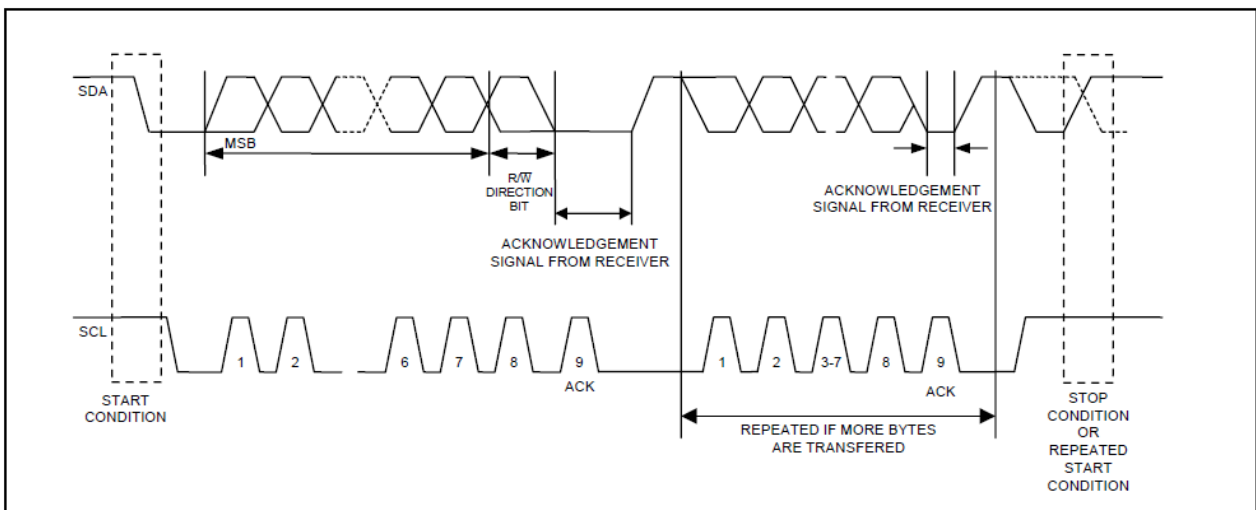 SDA
MSB
R/W̅
DIRECTION
BIT
ACKNOWLEDGEMENT
SIGNAL FROM RECEIVER
ACKNOWLEDGEMENT
SIGNAL FROM RECEIVER
SCL
1 2 6 7 8 9 1 2 3-7 8 9
ACK
ACK
START
CONDITION
REPEATED IF MORE BYTES
ARE TRANSFERED
STOP
CONDITION
OR
REPEATED
START
CONDITION